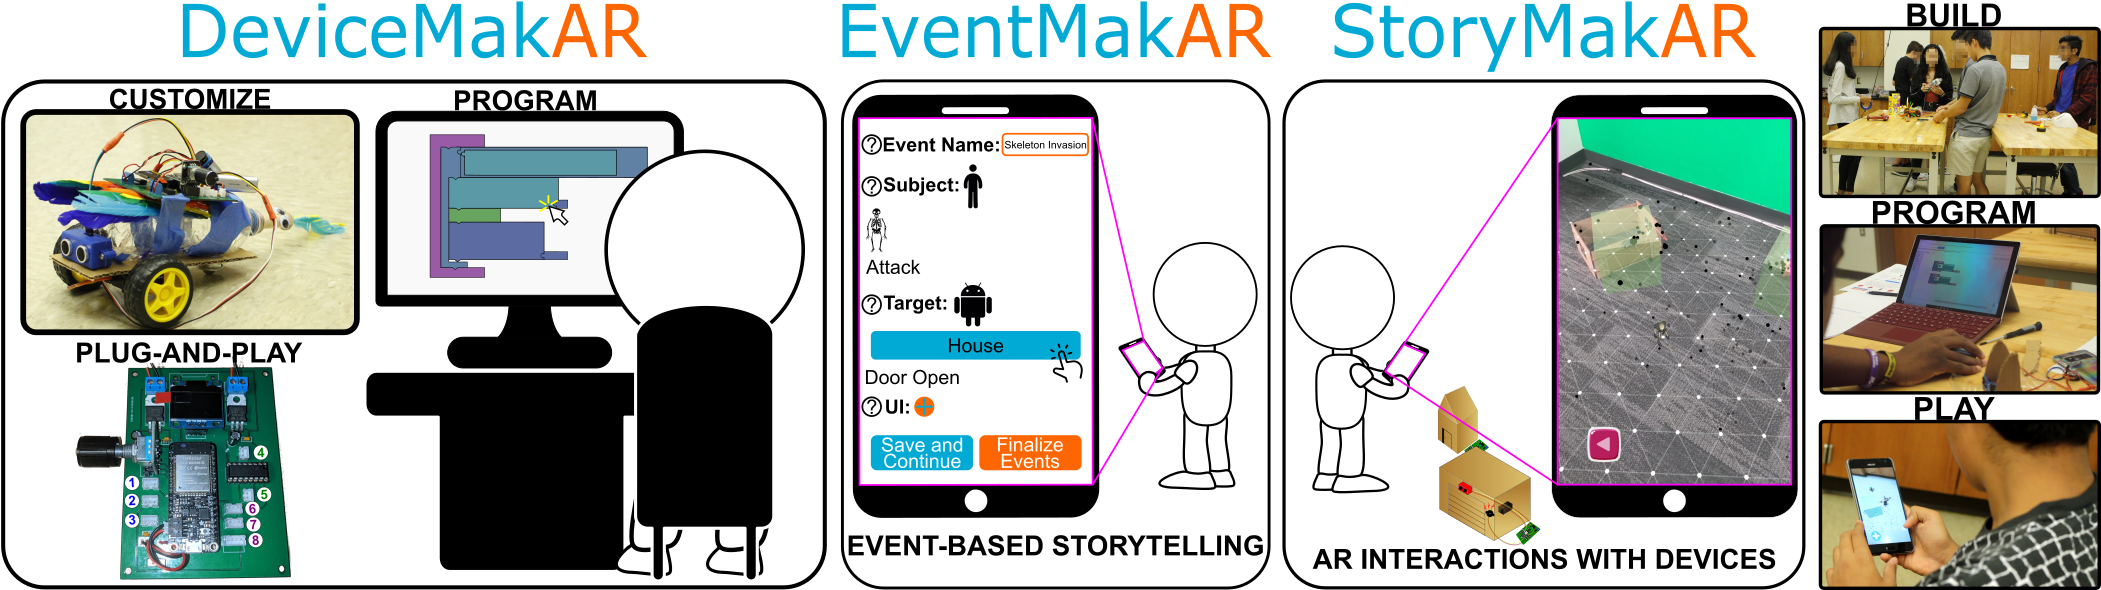 DeviceMakAR
CUSTOMIZE
PROGRAM
PLUG-AND-PLAY
1
2
3
4
5
6
7
8
EventMakAR
Event Name: Skeleton Invasion
Subject:
Attack
Target:
House
Door Open
UI:
Save and
Continue
Finalize
Events
EVENT-BASED STORYTELLING
StoryMakAR
AR INTERACTIONS WITH DEVICES
BUILD
PROGRAM
PLAY